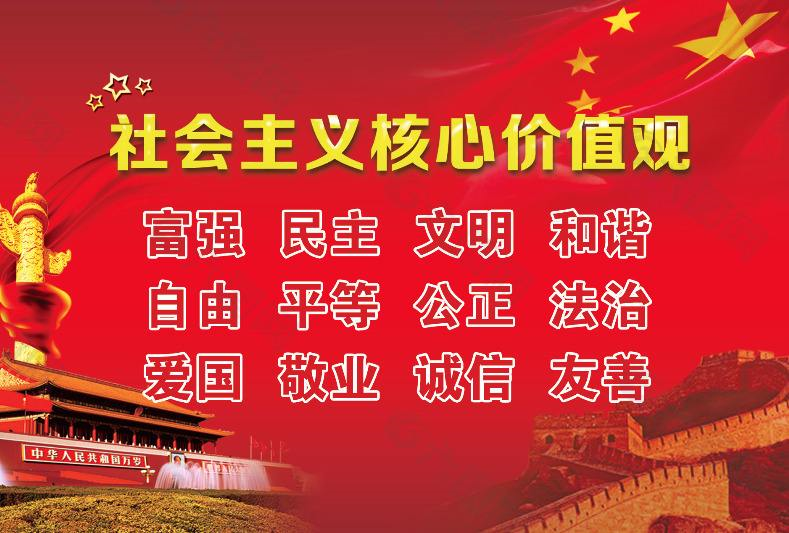 社会主义核心价值观
富强 民主 文明 和谐
自由 平等 公正 法治
爱国 敬业 诚信 友善
中华人民共和国万岁